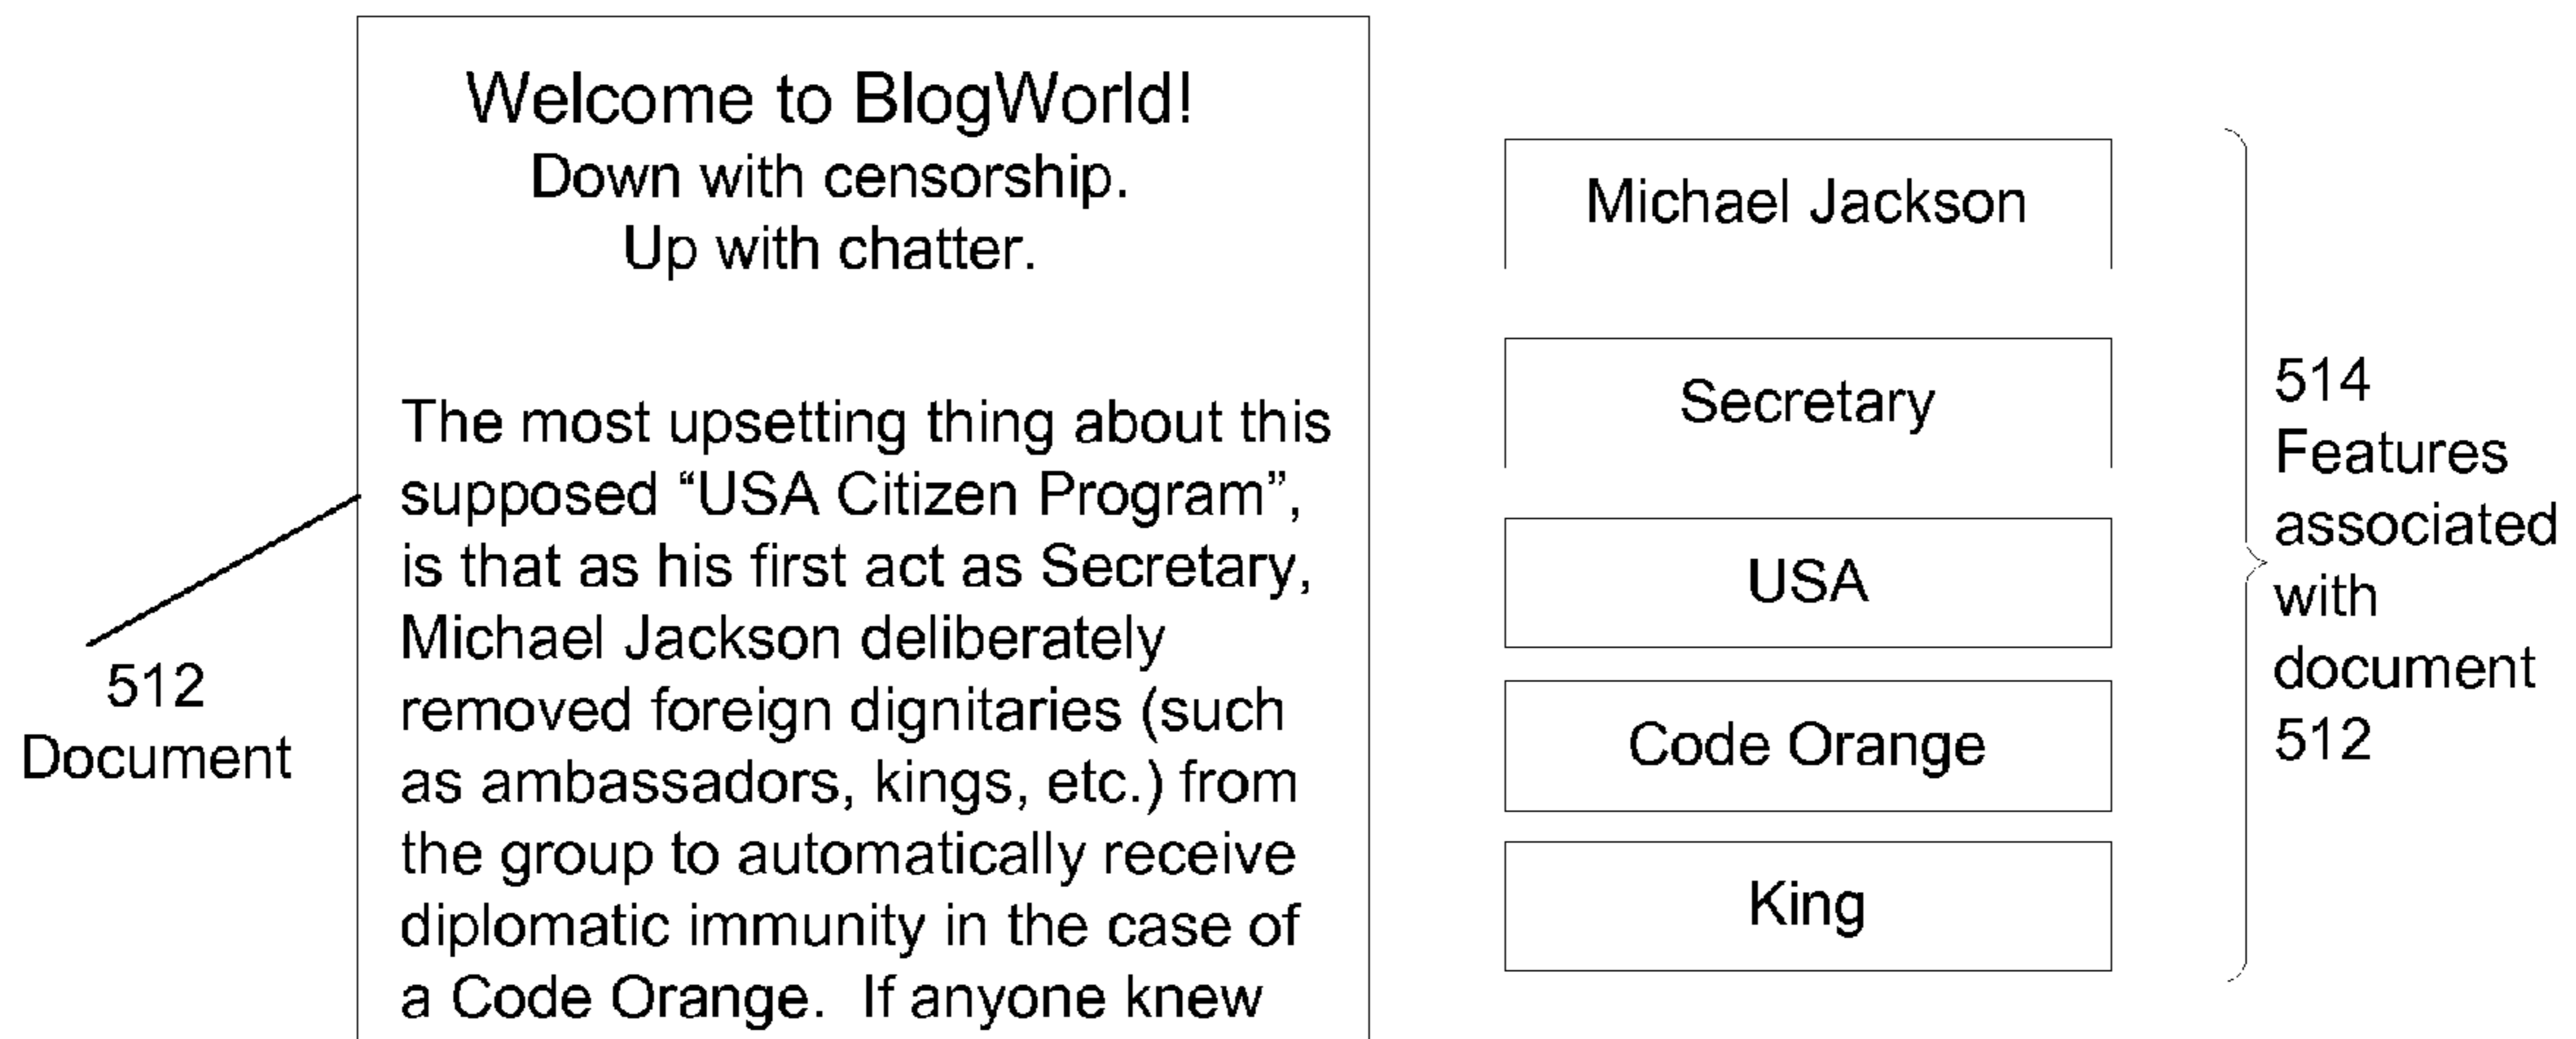 Welcome to BlogWorld!
Down with censorship.
Up with chatter.
The most upsetting thing about this
supposed “USA Citizen Program”,
is that as his first act as Secretary,
Michael Jackson deliberately
removed foreign dignitaries (such
as ambassadors, kings, etc.) from
the group to automatically receive
diplomatic immunity in the case of
a Code Orange.  If anyone knew
512
Document
Michael Jackson
Secretary
USA
Code Orange
King
514
Features
associated
with
document
512